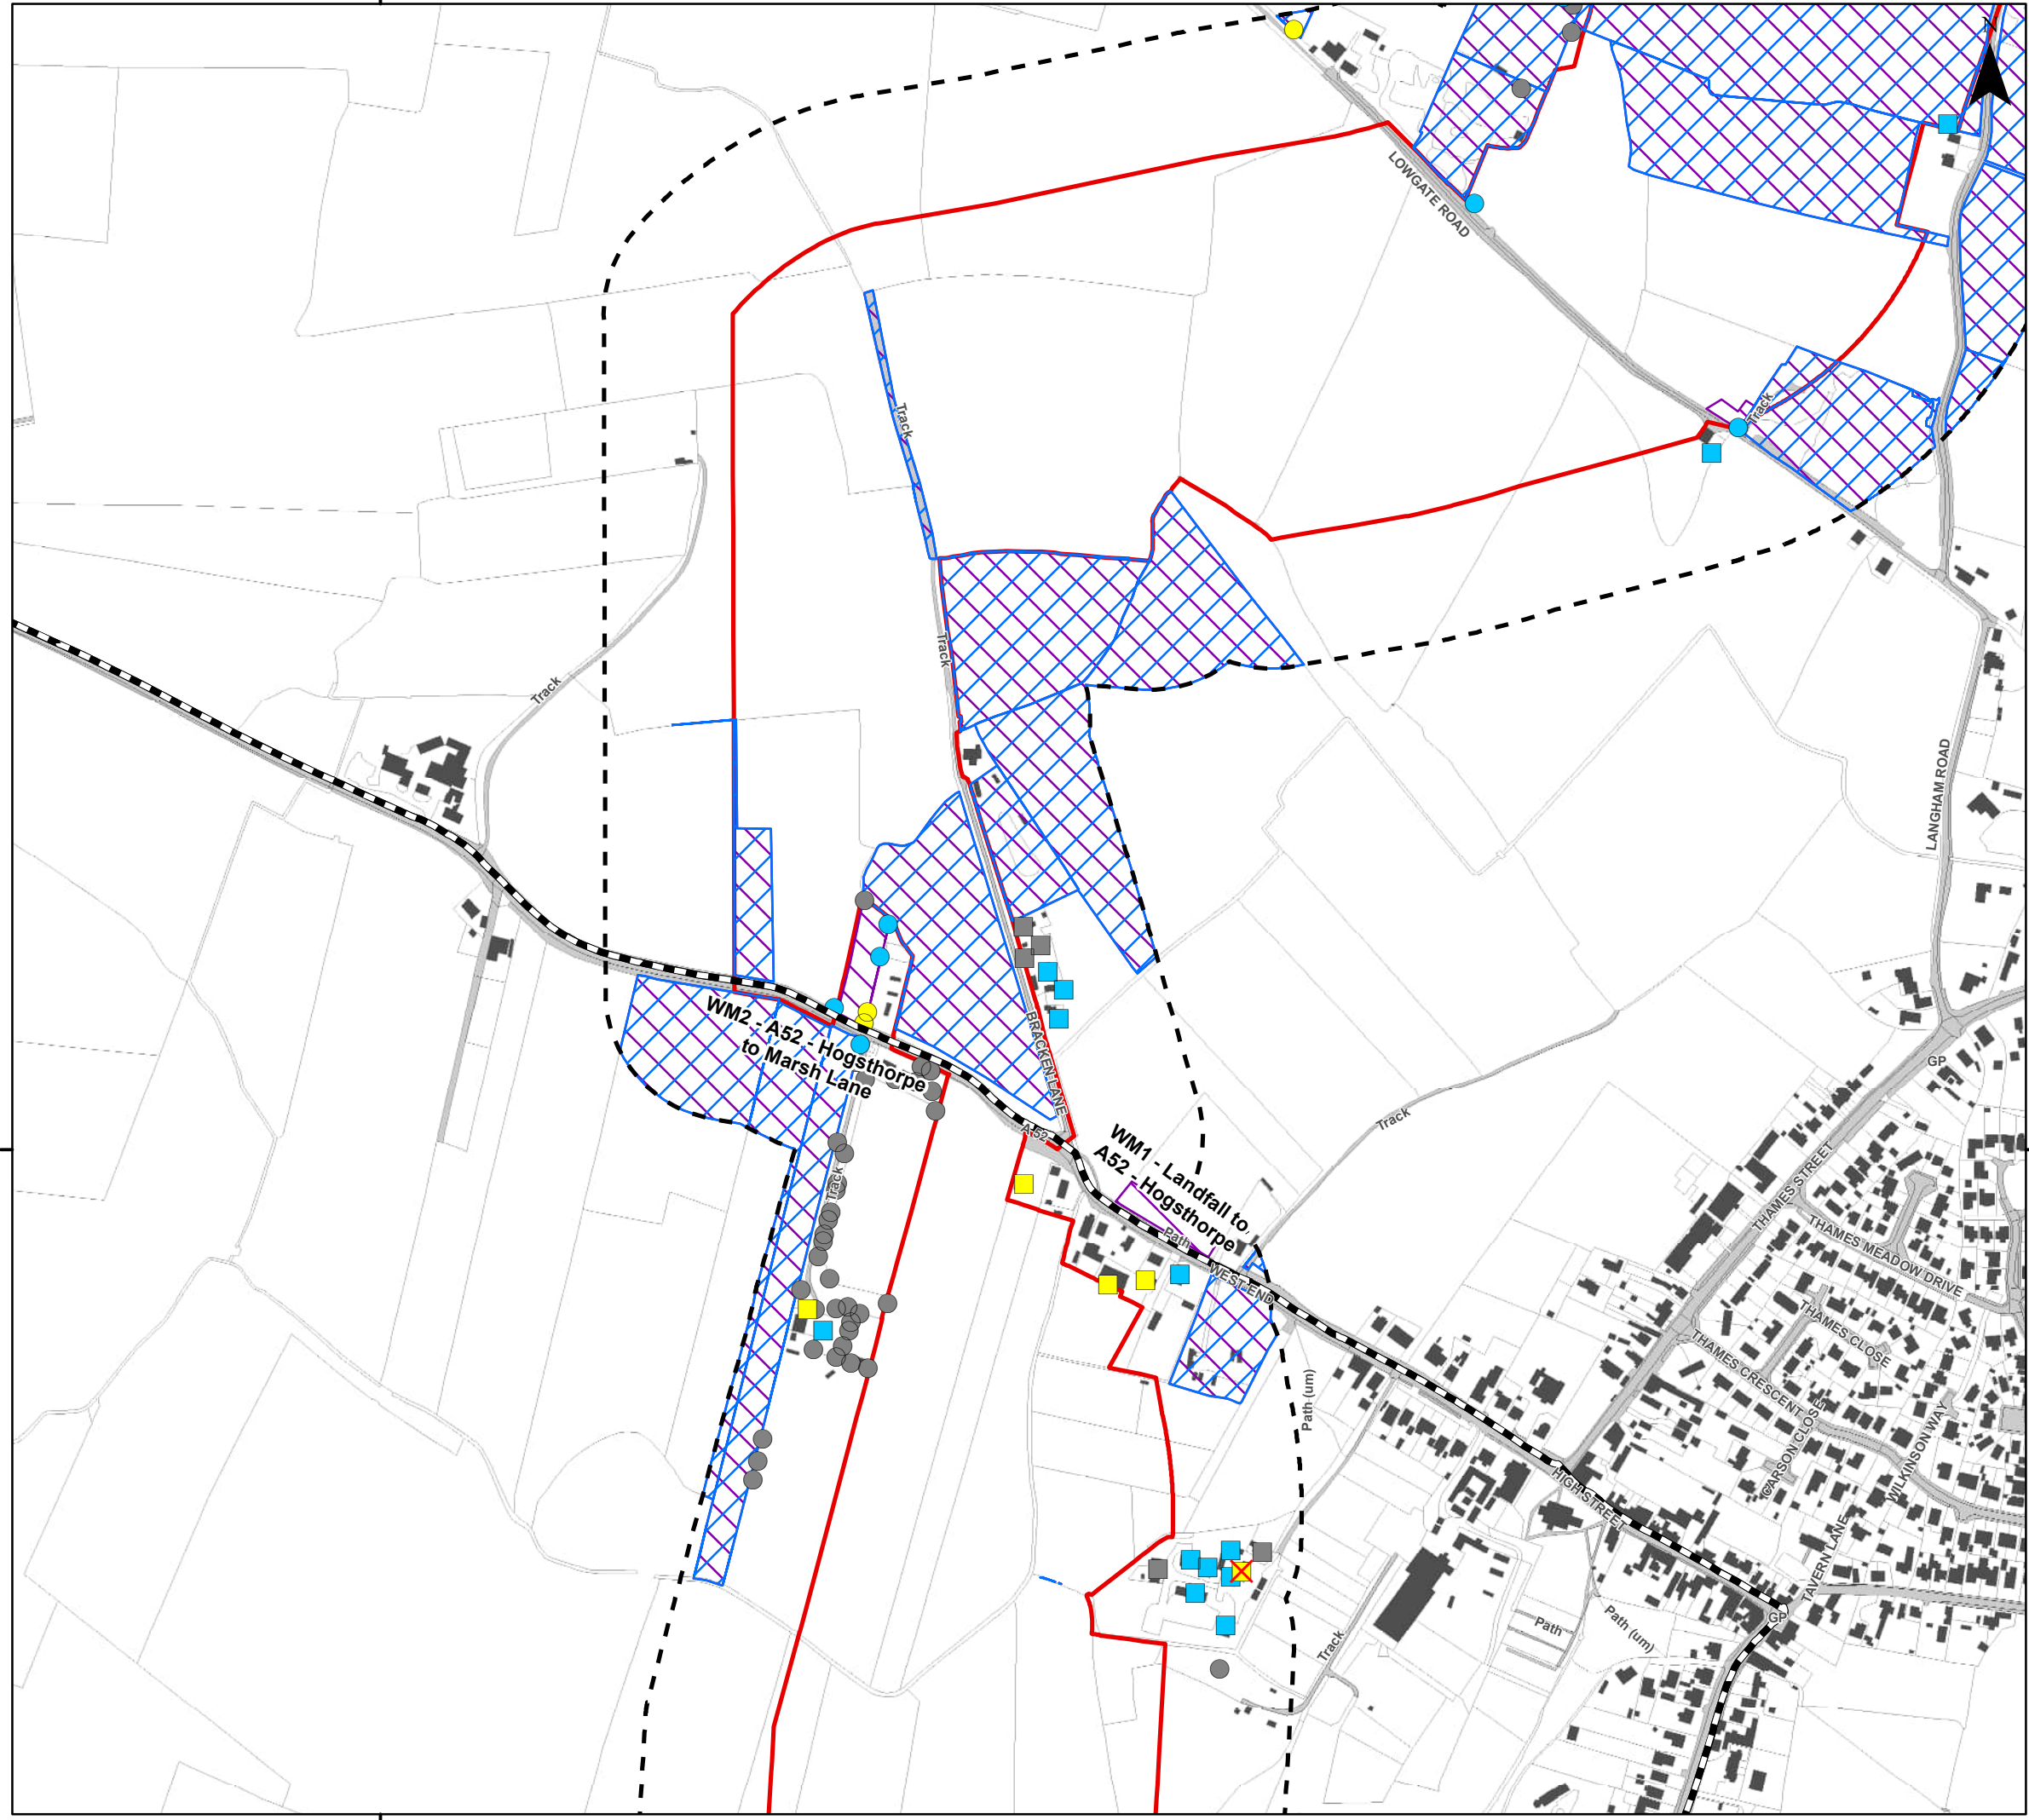 N
LOWGATE ROAD
Track
Track
Track
Track
LANGHAM ROAD
WM2 - A52 - Hogsthorpe
to Marsh Lane
BRACKEN LANE
A 52
WM1 - Landfall to
A52 - Hogsthorpe
Track
Path
WEST END
Track
GP
THAMES STREET
THAMES MEADOW DRIVE
THAMES CLOSE
THAMES CRESCENT
CARSON CLOSE
WILKINSON WAY
Path (um)
HIGH STREET
TAVERN LANE
GP
Path
Path (um)
Track